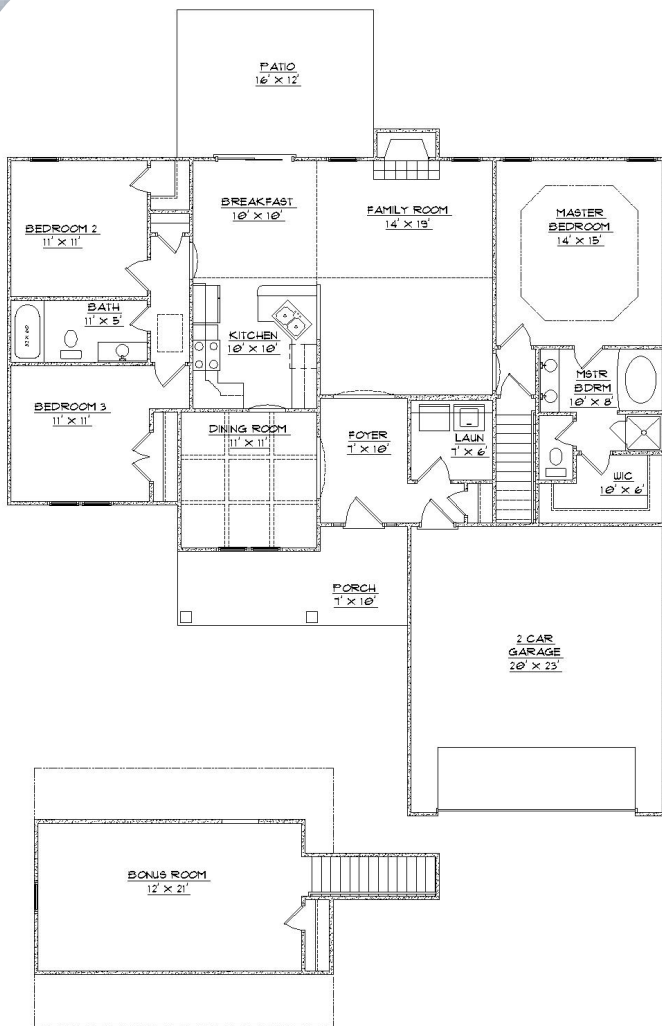 PATIO
16' X 12'
BREAKFAST
10' X 10'
FAMILY ROOM
14' X 19'
MASTER
BEDROOM
14' X 15'
BEDROOM 2
11' X 11'
BATH
11' X 5'
KITCHEN
10' X 10'
MSTR
BDRM
10' X 8'
BEDROOM 3
11' X 11'
DINING ROOM
11' X 11'
FOYER
7' X 10'
LAUN
7' X 6'
WIC
10' X 6'
PORCH
7' X 10'
2 CAR
GARAGE
20' X 23'
BONUS ROOM
12' X 21'